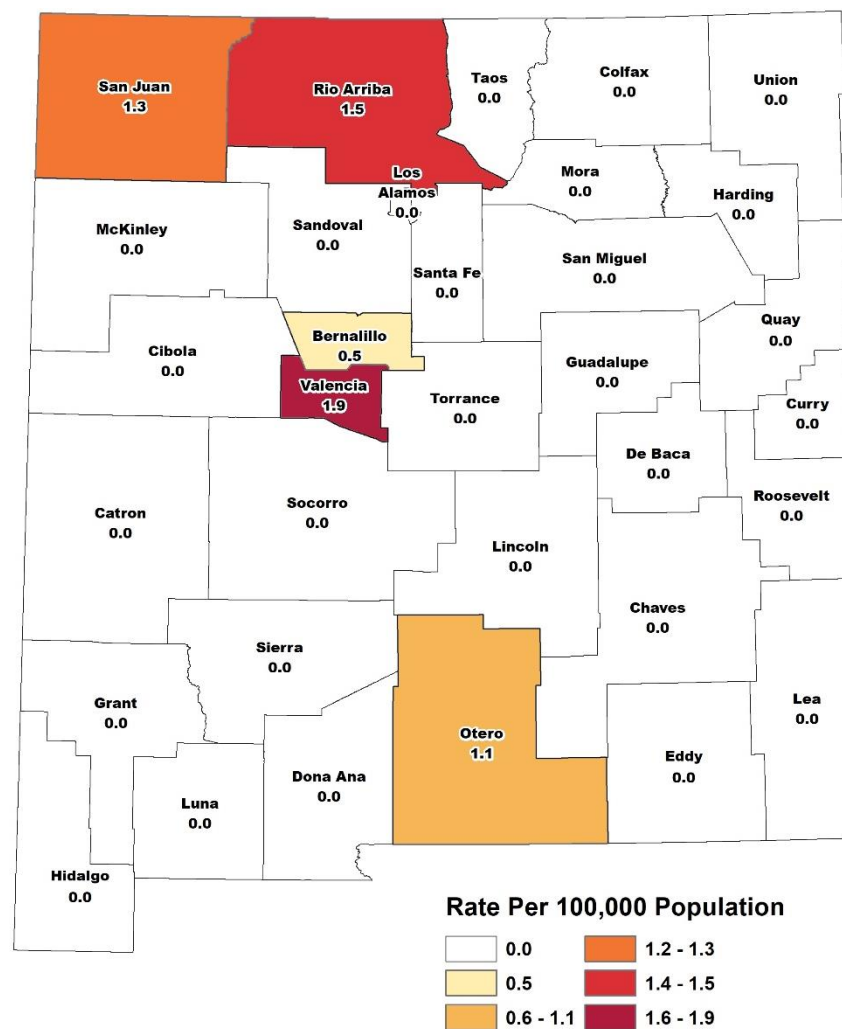 San Juan
1.3
Rio Arriba
1.5
Taos
0.0
Colfax
0.0
Union
0.0
Los
Alamos
0.0
Mora
0.0
Harding
0.0
McKinley
0.0
Sandoval
0.0
Santa Fe
0.0
San Miguel
0.0
Quay
0.0
Cibola
0.0
Bernalillo
0.5
Valencia
1.9
Torrance
0.0
Guadalupe
0.0
Curry
0.0
De Baca
0.0
Roosevelt
0.0
Catron
0.0
Socorro
0.0
Lincoln
0.0
Chaves
0.0
Sierra
0.0
Grant
0.0
Otero
1.1
Lea
0.0
Eddy
0.0
Dona Ana
0.0
Luna
0.0
Hidalgo
0.0
Rate Per 100,000 Population
0.0
0.5
0.6 - 1.1
1.2 - 1.3
1.4 - 1.5
1.6 - 1.9